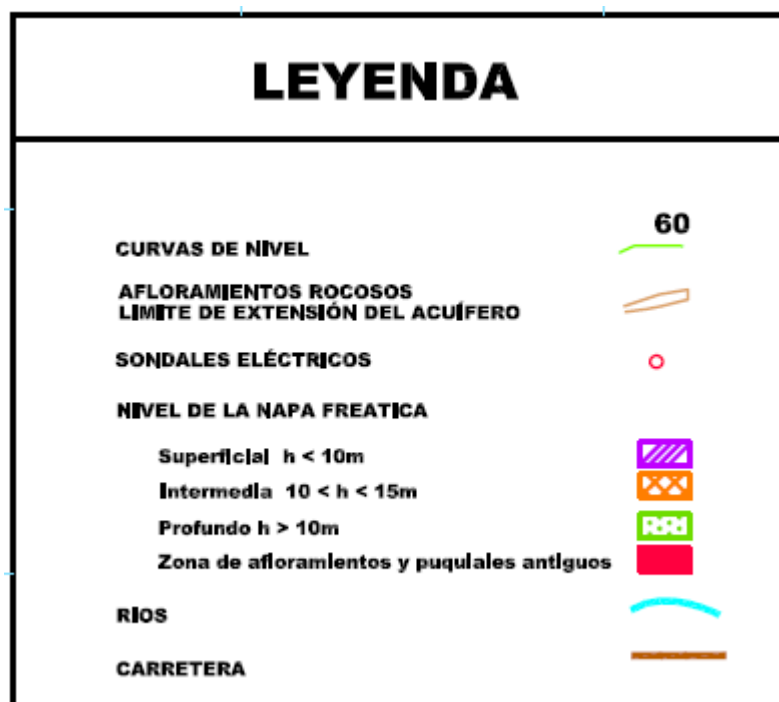 LEYENDA
60
CURVAS DE NIVEL
AFLORAMIENTOS ROCOSOS
LIMITE DE EXTENSIÓN DEL ACUÍFERO
SONDALES ELÉCTRICOS
NIVEL DE LA NAPA FREATICA
Superficial h < 10m
Intermedia 10 < h < 15m
Profundo h > 10m
Zona de afloramientos y puquiales antiguos
RÍOS
CARRETERA